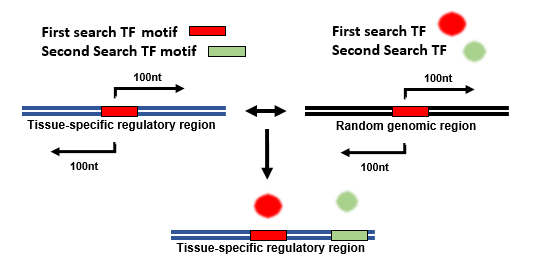 First search TF motif
Second Search TF motif
First search TF
Second Search TF
100nt
100nt
Tissue-specific regulatory region
Random genomic region
100nt
100nt
Tissue-specific regulatory region